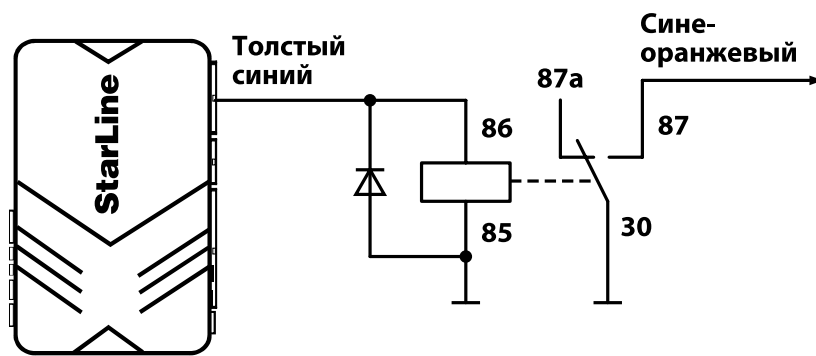 StarLine
Толстый
синий
86
85
87a
Сине-
оранжевый
87
30